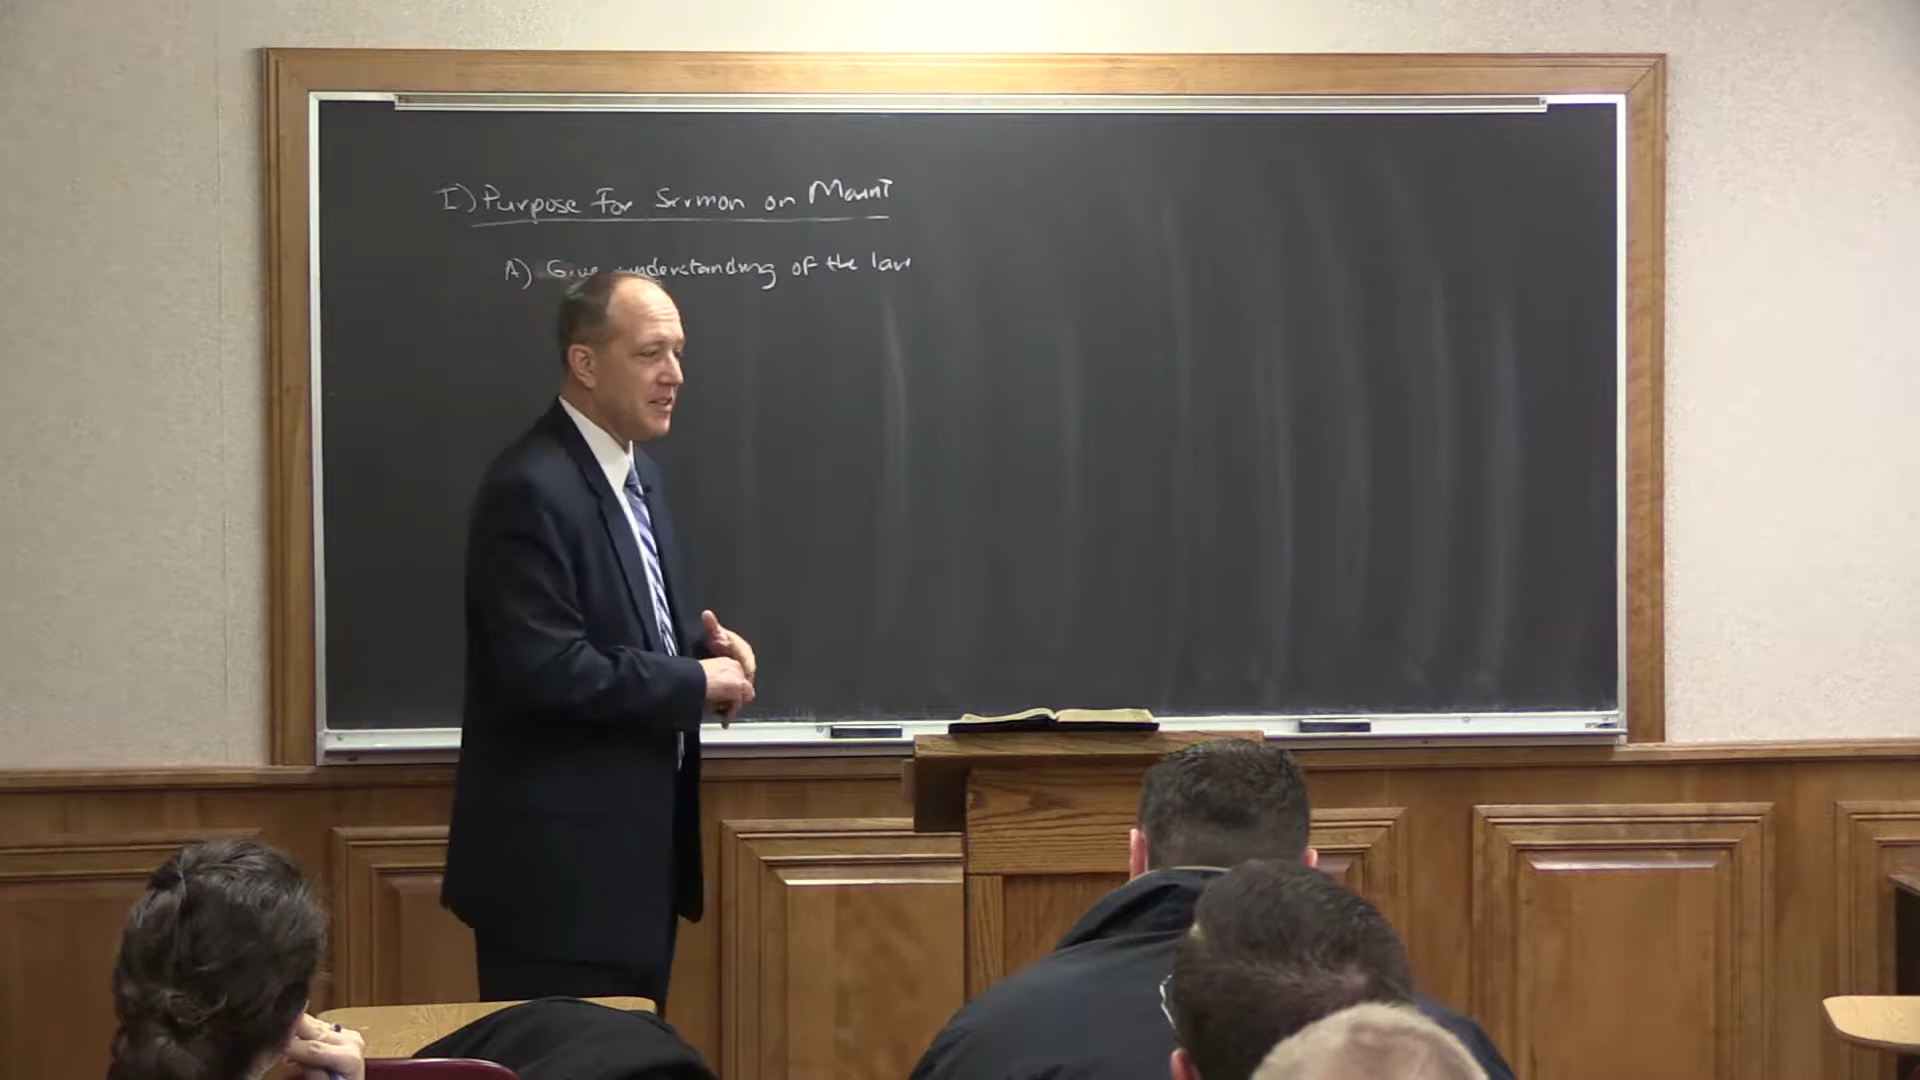 I) Purpose For Sermon on Mount
A) Give understanding of the law